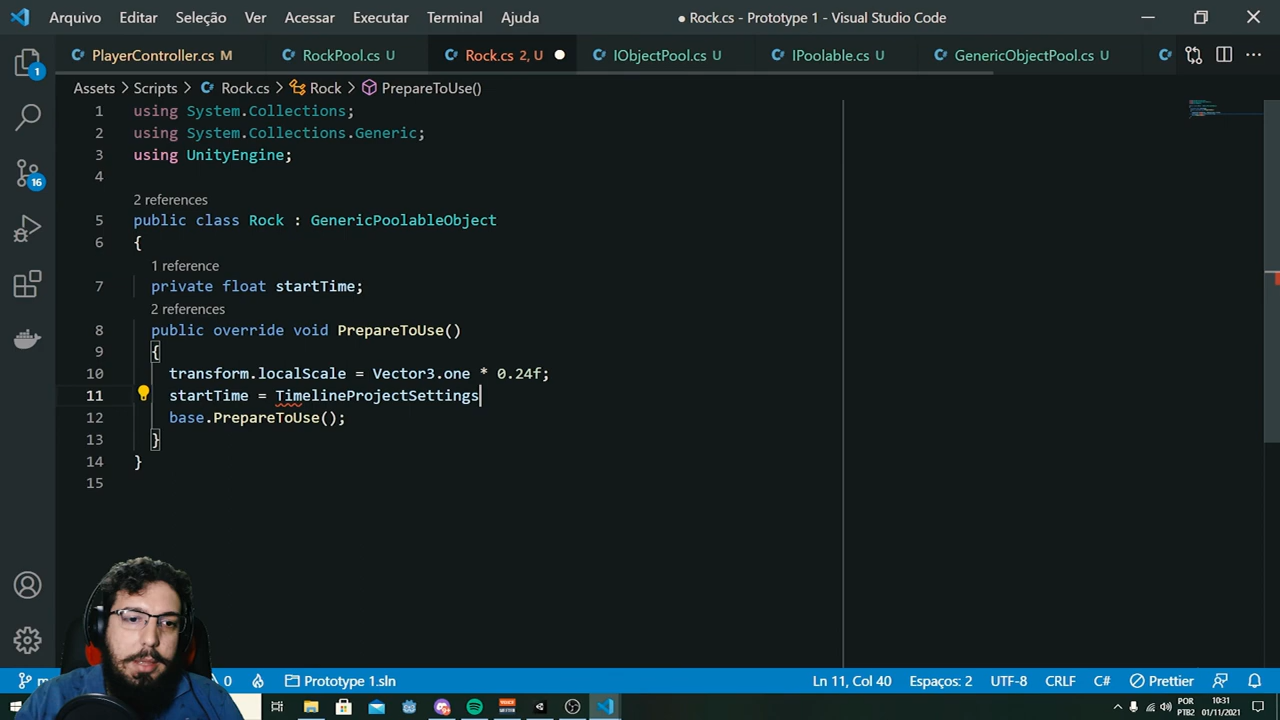 Arquivo Editar Seleção Ver Acessar Executar Terminal Ajuda ● Rock.cs - Prototype 1 - Visual Studio Code
PlayerController.cs M RockPool.cs U Rock.cs 2, U IObjectPool.cs U IPoolable.cs U GenericObjectPool.cs U
Assets > Scripts > Rock.cs > Rock > PrepareToUse()
1 using System.Collections;
2 using System.Collections.Generic;
3 using UnityEngine;
4
2 references
5 public class Rock : GenericPoolableObject
6 {
1 reference
7 private float startTime;
2 references
8 public override void PrepareToUse()
9 {
10 transform.localScale = Vector3.one * 0.24f;
11 startTime = TimelineProjectSettings
12 base.PrepareToUse();
13 }
14 }
15
1
16
0 Prototype 1.sln Ln 11, Col 40 Espaços: 2 UTF-8 CRLF C# Prettier
POR 10:31
PTB2 01/11/2021